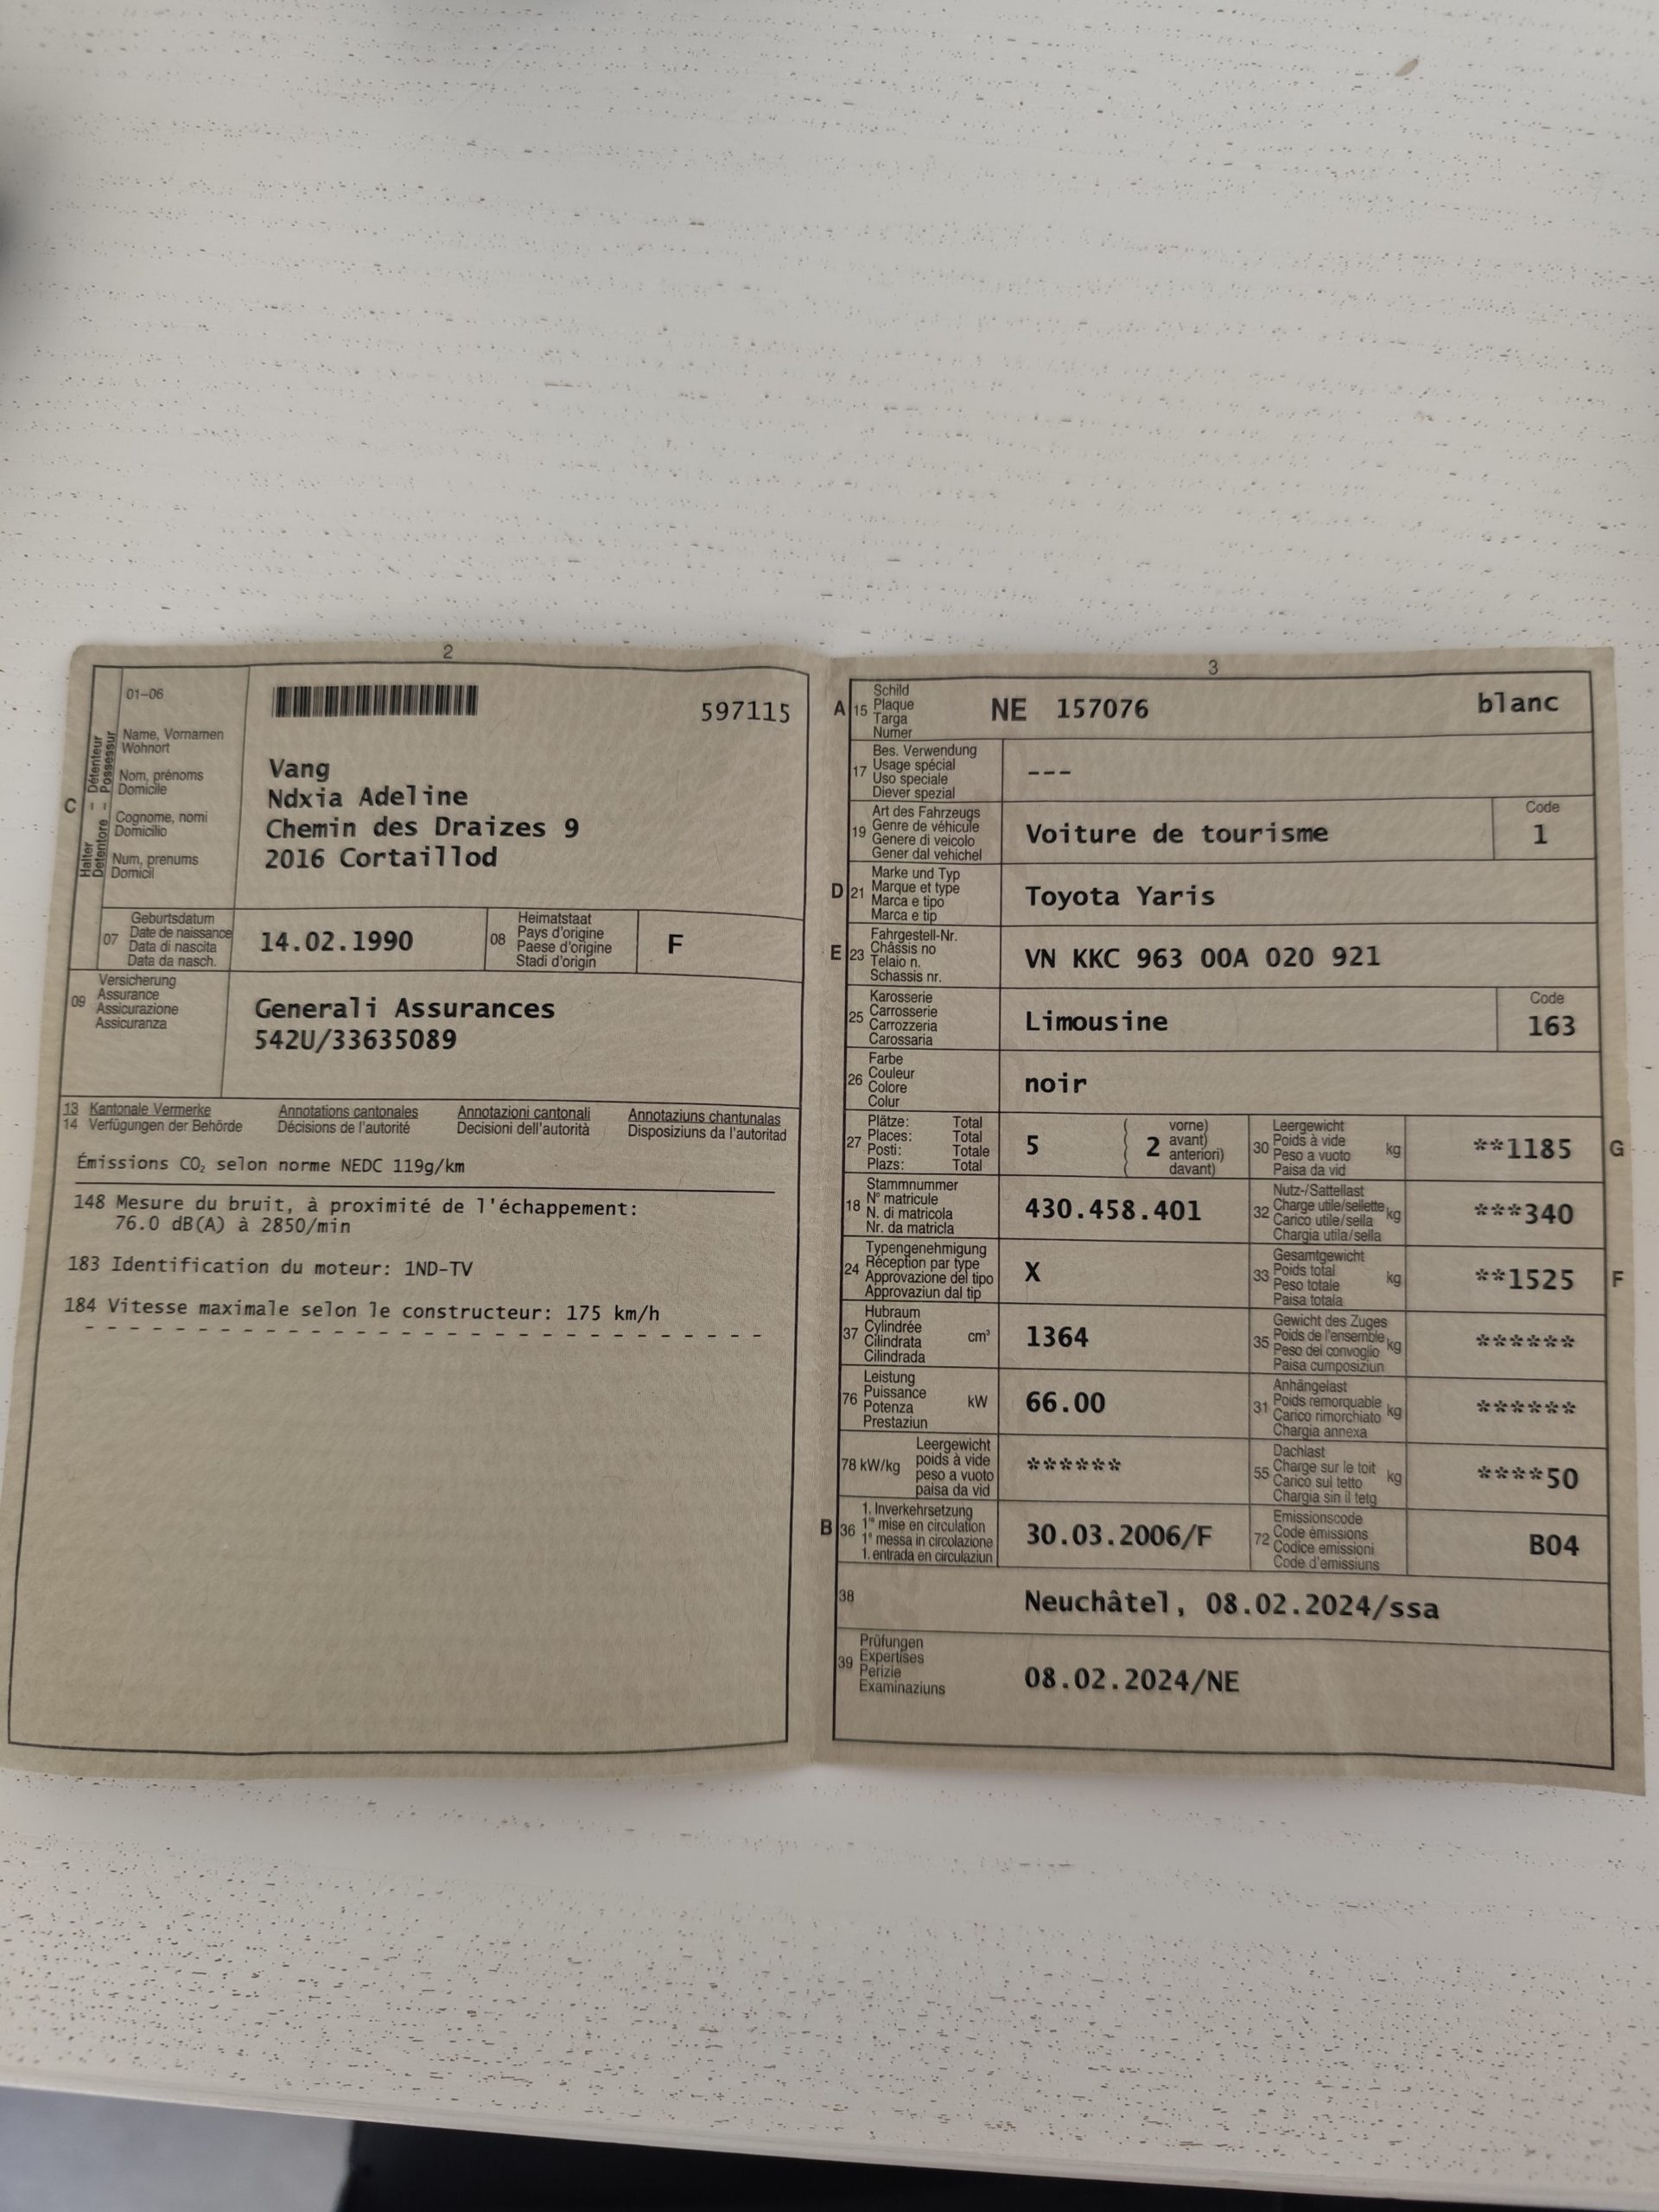 2
01–06
597115
C
Halter – Détenteur
Detentore – Possessur
Name, Vornamen
Wohnort
Nom, prénoms
Domicile
Cognome, nomi
Domicilio
Num, prenums
Domicil
Vang
Ndxia Adeline
Chemin des Draizes 9
2016 Cortaillod
07
Geburtsdatum
Date de naissance
Data di nascita
Data da nasch.
14.02.1990
08
Heimatstaat
Pays d'origine
Paese d'origine
Stadi d'origin
F
09
Versicherung
Assurance
Assicurazione
Assicuranza
Generali Assurances
542U/33635089
13 Kantonale Vermerke Annotations cantonales Annotazioni cantonali Annotaziuns chantunalas
14 Verfügungen der Behörde Décisions de l'autorité Decisioni dell'autorità Disposiziuns da l'autoritad
Émissions CO₂ selon norme NEDC 119g/km
148 Mesure du bruit, à proximité de l'échappement:
76.0 dB(A) à 2850/min
183 Identification du moteur: 1ND-TV
184 Vitesse maximale selon le constructeur: 175 km/h
3
A 15
Schild
Plaque
Targa
Numer
NE 157076 blanc
17
Bes. Verwendung
Usage spécial
Uso speciale
Diever spezial
---
19
Art des Fahrzeugs
Genre de véhicule
Genere di veicolo
Gener dal vehichel
Voiture de tourisme
Code
1
D 21
Marke und Typ
Marque et type
Marca e tipo
Marca e tip
Toyota Yaris
E 23
Fahrgestell-Nr.
Châssis no
Telaio n.
Schassis nr.
VN KKC 963 00A 020 921
25
Karosserie
Carrosserie
Carrozzeria
Carossaria
Limousine
Code
163
26
Farbe
Couleur
Colore
Colur
noir
27
Plätze: Total
Places: Total
Posti: Totale
Plazs: Total
5
2
vorne)
avant)
anteriori)
davant)
30
Leergewicht
Poids à vide
Peso a vuoto
Paisa da vid
kg
**1185
G
18
Stammnummer
N° matricule
N. di matricola
Nr. da matricla
430.458.401
32
Nutz-/Sattellast
Charge utile/sellette
Carico utile/sella
Chargia utila/sella
kg
***340
24
Typengenehmigung
Réception par type
Approvazione del tipo
Approvaziun dal tip
X
33
Gesamtgewicht
Poids total
Peso totale
Paisa totala
kg
**1525
F
37
Hubraum
Cylindrée
Cilindrata
Cilindrada
cm³
1364
35
Gewicht des Zuges
Poids de l'ensemble
Peso del convoglio
Paisa cumposiziun
kg
******
76
Leistung
Puissance
Potenza
Prestaziun
kW
66.00
31
Anhängelast
Poids remorquable
Carico rimorchiato
Chargia annexa
kg
******
78 kW/kg
Leergewicht
poids à vide
peso a vuoto
paisa da vid
******
55
Dachlast
Charge sur le toit
Carico sul tetto
Chargia sin il tetg
kg
****50
B 36
1. Inverkehrsetzung
1re mise en circulation
1a messa in circolazione
1. entrada en circulaziun
30.03.2006/F
72
Emissionscode
Code émissions
Codice emissioni
Code d'emissiuns
B04
38
Neuchâtel, 08.02.2024/ssa
39
Prüfungen
Expertises
Perizie
Examinaziuns
08.02.2024/NE